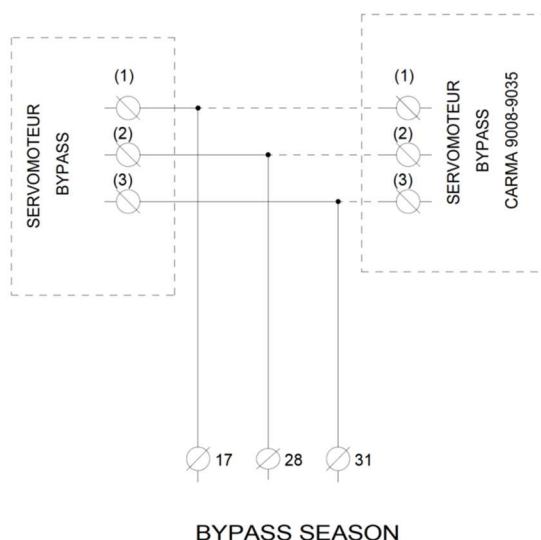 (1)
(2)
(3)
SERVOMOTEUR
BYPASS
(1)
(2)
(3)
SERVOMOTEUR
BYPASS
CARMA 9008-9035
17
28
31
BYPASS SEASON